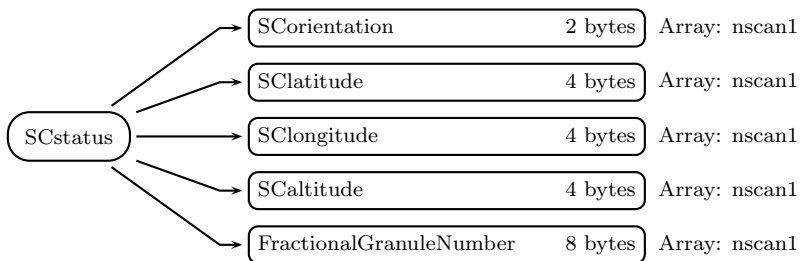 SCorientation 2 bytes Array: nscan1
SClatitude 4 bytes Array: nscan1
SCstatus
SClongitude 4 bytes Array: nscan1
SCaltitude 4 bytes Array: nscan1
FractionalGranuleNumber 8 bytes Array: nscan1